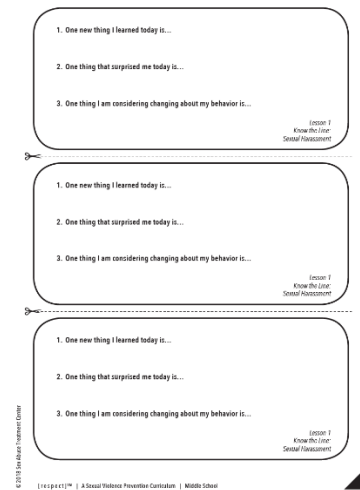 1. One new thing I learned today is...
2. One thing that surprised me today is...
3. One thing I am considering changing about my behavior is...
Lesson 1
Know the Line:
Sexual Harassment
1. One new thing I learned today is...
2. One thing that surprised me today is...
3. One thing I am considering changing about my behavior is...
Lesson 1
Know the Line:
Sexual Harassment
1. One new thing I learned today is...
2. One thing that surprised me today is...
3. One thing I am considering changing about my behavior is...
Lesson 1
Know the Line:
Sexual Harassment
© 2018 Sex Abuse Treatment Center
[respect]℠ | A Sexual Violence Prevention Curriculum | Middle School